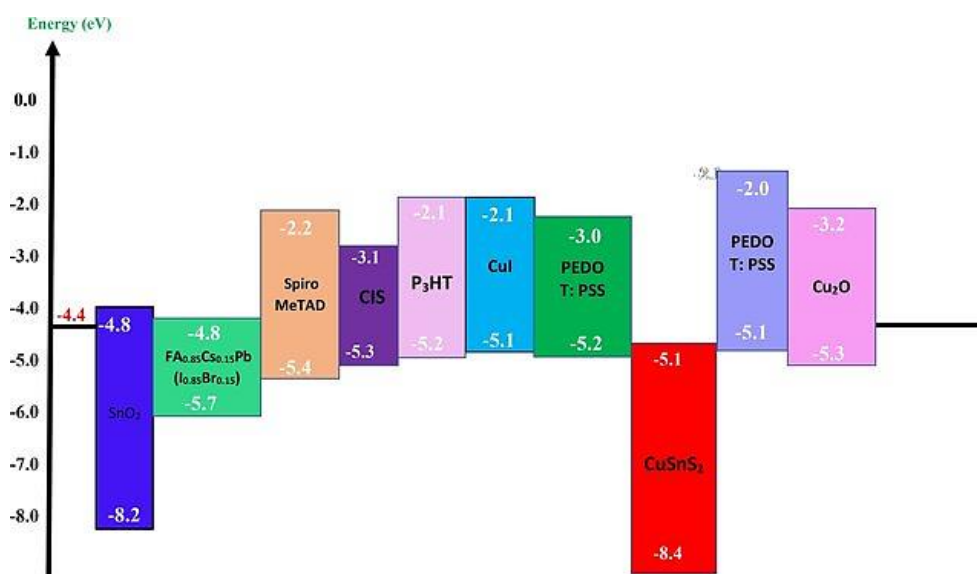 Energy (eV)
0.0
-1.0
-2.0
-3.0
-4.0
-5.0
-6.0
-7.0
-8.0
-4.4
-4.8
SnO₂
-8.2
-4.8
FA₀.₈₅Cs₀.₁₅Pb
(I₀.₈₅Br₀.₁₅)
-5.7
-2.2
Spiro
MeTAD
-5.4
-3.1
CIS
-5.3
-2.1
P₃HT
-5.2
-2.1
CuI
-5.1
-3.0
PEDO
T: PSS
-5.2
-5.1
CuSnS₂
-8.4
-2.0
PEDO
T: PSS
-5.1
-3.2
Cu₂O
-5.3